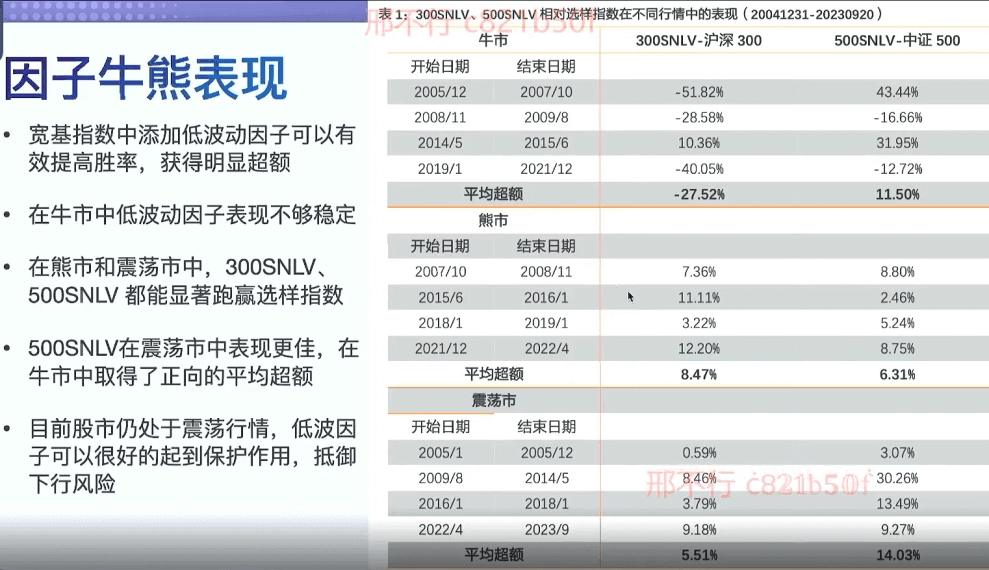 因子牛熊表现
• 宽基指数中添加低波动因子可以有
效提高胜率，获得明显超额
• 在牛市中低波动因子表现不够稳定
• 在熊市和震荡市中，300SNLV、
500SNLV 都能显著跑赢选样指数
• 500SNLV在震荡市中表现更佳，在
牛市中取得了正向的平均超额
• 目前股市仍处于震荡行情，低波因
子可以很好的起到保护作用，抵御
下行风险
表 1：300SNLV、500SNLV 相对选样指数在不同行情中的表现（20041231-20230920）
邢不行 c821b50f
牛市 300SNLV-沪深 300 500SNLV-中证 500
开始日期 结束日期
2005/12 2007/10 -51.82% 43.44%
2008/11 2009/8 -28.58% -16.66%
2014/5 2015/6 10.36% 31.95%
2019/1 2021/12 -40.05% -12.72%
平均超额 -27.52% 11.50%
熊市
开始日期 结束日期
2007/10 2008/11 7.36% 8.80%
2015/6 2016/1 11.11% 2.46%
2018/1 2019/1 3.22% 5.24%
2021/12 2022/4 12.20% 8.75%
平均超额 8.47% 6.31%
震荡市
开始日期 结束日期
2005/1 2005/12 0.59% 3.07%
2009/8 2014/5 8.46% 30.26%
邢不行 c821b50f
2016/1 2018/1 3.79% 13.49%
2022/4 2023/9 9.18% 9.27%
平均超额 5.51% 14.03%